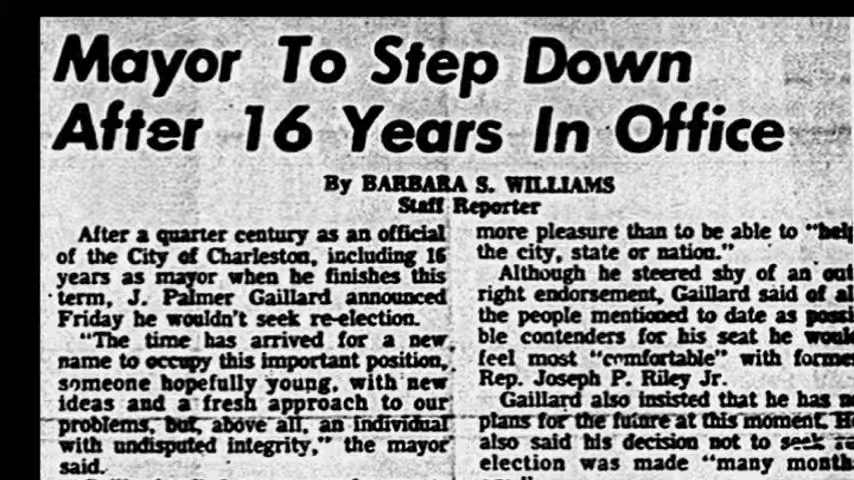 Mayor To Step Down
After 16 Years In Office
By BARBARA S. WILLIAMS
Staff Reporter
After a quarter century as an official
of the City of Charleston, including 16
years as mayor when he finishes this
term, J. Palmer Gaillard announced
Friday he wouldn't seek re-election.
"The time has arrived for a new
name to occupy this important position,
someone hopefully young, with new
ideas and a fresh approach to our
problems, but, above all, an individual
with undisputed integrity," the mayor
said.
more pleasure than to be able to "help
the city, state or nation."
Although he steered shy of an out
right endorsement, Gaillard said of al
the people mentioned to date as possi
ble contenders for his seat he woul
feel most "comfortable" with forme
Rep. Joseph P. Riley Jr.
Gaillard also insisted that he has n
plans for the future at this moment. H
also said his decision not to seek re
election was made "many month